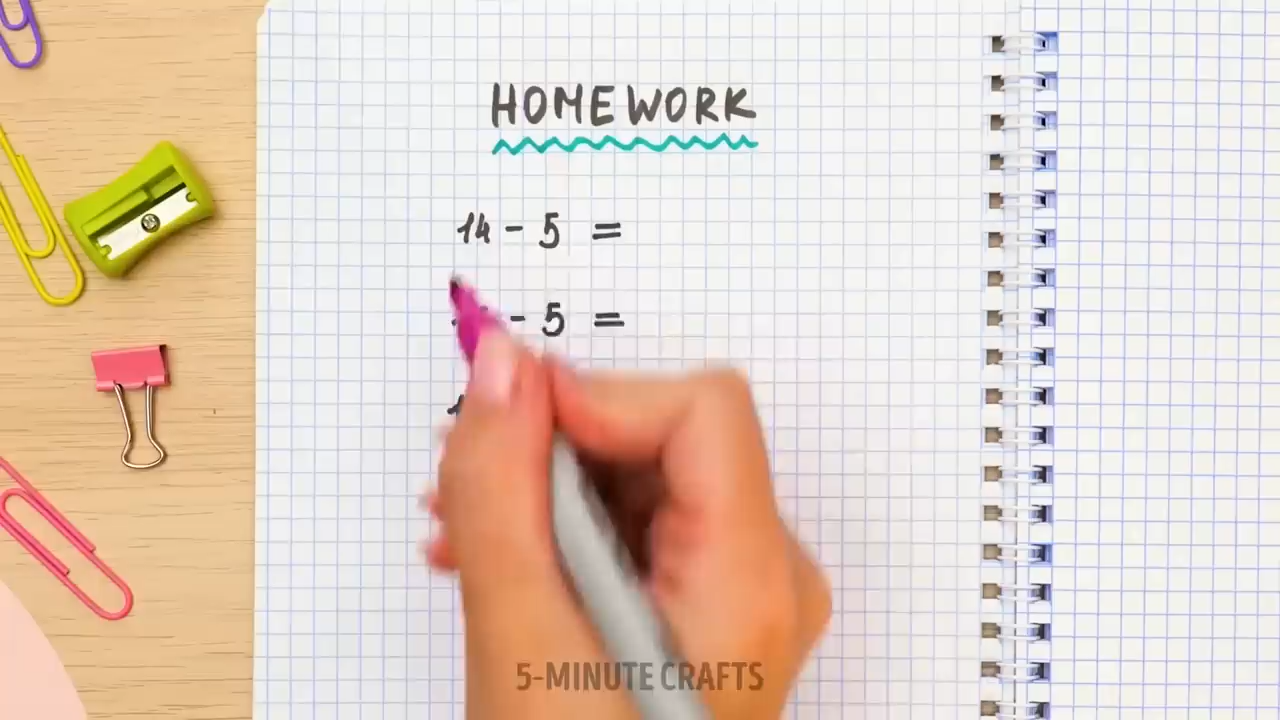 HOMEWORK
14 - 5 =
- 5 =
5-MINUTE CRAFTS